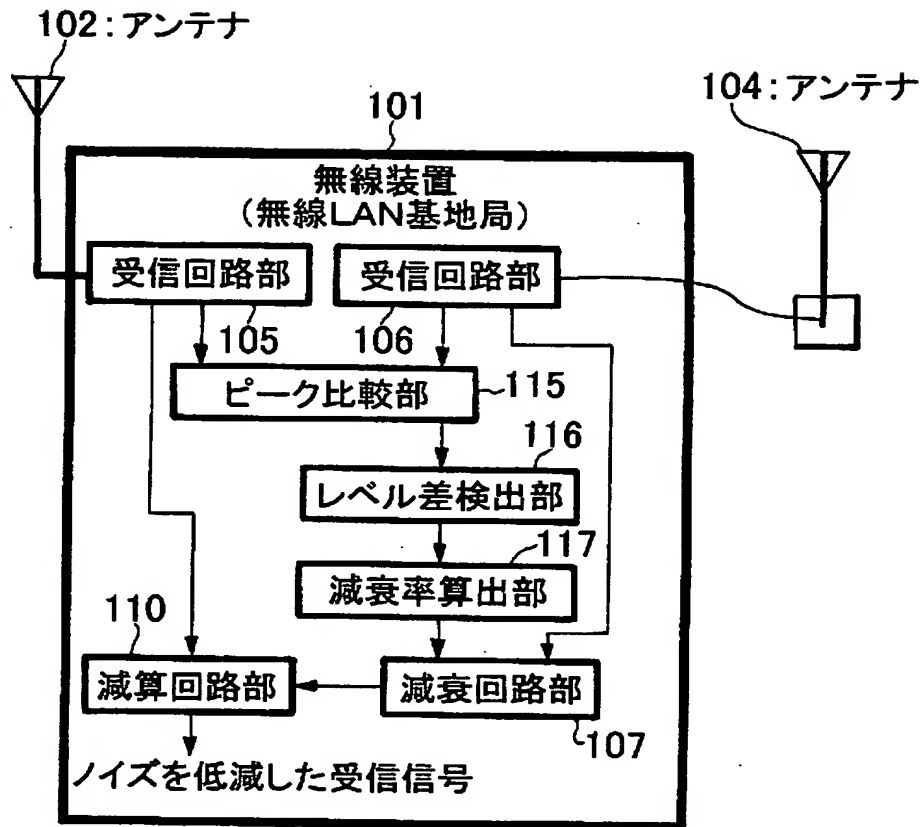 102:アンテナ
104:アンテナ
101
無線装置
(無線LAN基地局)
受信回路部
受信回路部
105
106
ピーク比較部
115
116
レベル差検出部
117
減衰率算出部
110
減算回路部
減衰回路部
107
ノイズを低減した受信信号